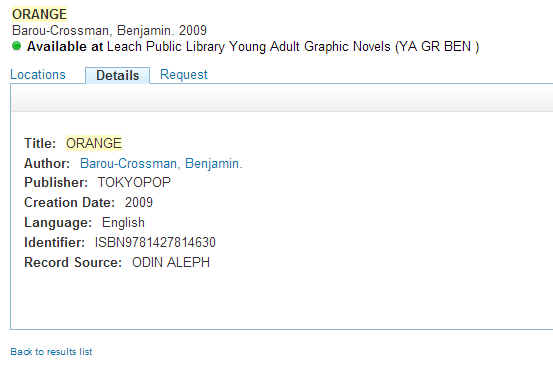 ORANGE
Barou-Crossman, Benjamin. 2009
Available at Leach Public Library Young Adult Graphic Novels (YA GR BEN )
Locations Details Request
Title: ORANGE
Author: Barou-Crossman, Benjamin.
Publisher: TOKYOPOP
Creation Date: 2009
Language: English
Identifier: ISBN9781427814630
Record Source: ODIN ALEPH
Back to results list